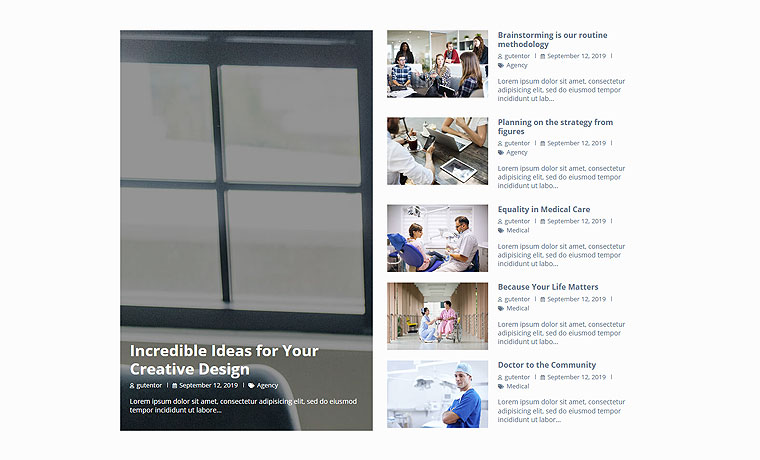 Incredible Ideas for Your
Creative Design
gutentor | September 12, 2019 | Agency
Lorem ipsum dolor sit amet, consectetur adipisicing elit, sed do eiusmod
tempor incididunt ut labore...
Brainstorming is our routine
methodology
gutentor | September 12, 2019 |
Agency
Lorem ipsum dolor sit amet, consectetur
adipisicing elit, sed do eiusmod tempor
incididunt ut lab...
Planning on the strategy from
figures
gutentor | September 12, 2019 |
Agency
Lorem ipsum dolor sit amet, consectetur
adipisicing elit, sed do eiusmod tempor
incididunt ut labo...
Equality in Medical Care
gutentor | September 12, 2019 |
Medical
Lorem ipsum dolor sit amet, consectetur
adipisicing elit, sed do eiusmod tempor
incididunt ut labo...
Because Your Life Matters
gutentor | September 12, 2019 |
Medical
Lorem ipsum dolor sit amet, consectetur
adipisicing elit, sed do eiusmod tempor
incididunt ut labo...
Doctor to the Community
gutentor | September 12, 2019 |
Medical
Lorem ipsum dolor sit amet, consectetur
adipisicing elit, sed do eiusmod tempor
incididunt ut labor...